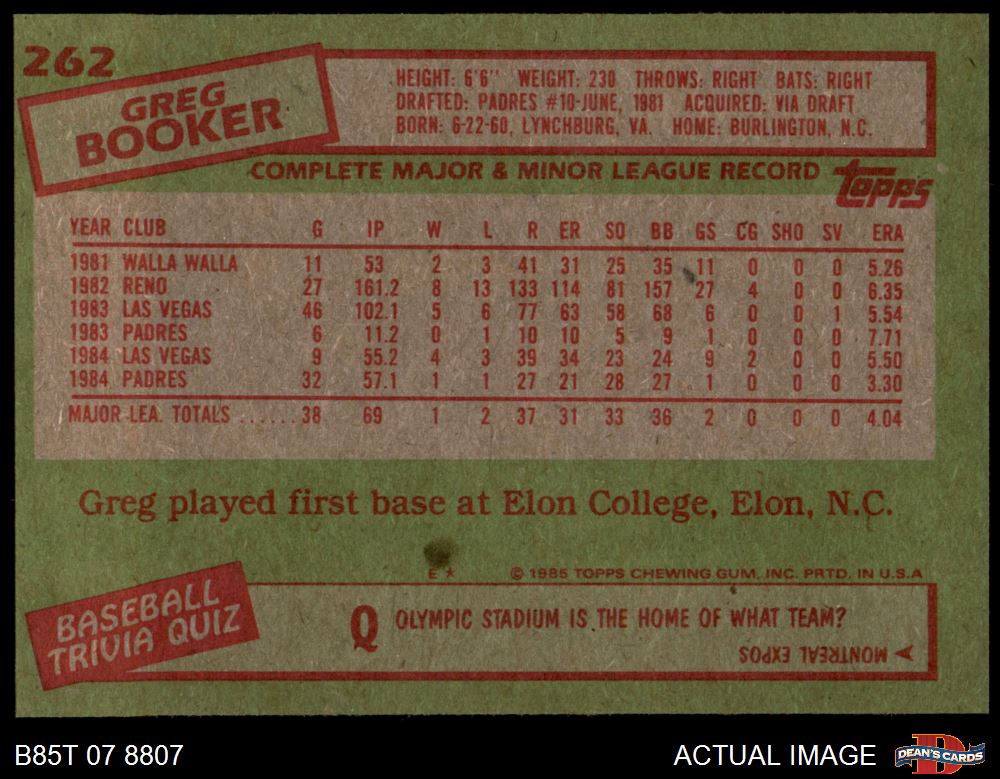 262
GREG
BOOKER
HEIGHT: 6'6" WEIGHT: 230 THROWS: RIGHT BATS: RIGHT
DRAFTED: PADRES #10-JUNE, 1981 ACQUIRED: VIA DRAFT
BORN: 6-22-60, LYNCHBURG, VA. HOME: BURLINGTON, N.C.
COMPLETE MAJOR & MINOR LEAGUE RECORD
topps
YEAR CLUB G IP W L R ER SO BB GS CG SHO SV ERA
1981 WALLA WALLA 11 53 2 3 41 31 25 35 11 0 0 0 5.26
1982 RENO 27 161.2 8 13 133 114 81 157 27 4 0 0 6.35
1983 LAS VEGAS 46 102.1 5 6 77 63 58 68 6 0 0 1 5.54
1983 PADRES 6 11.2 0 1 10 10 5 9 1 0 0 0 7.71
1984 LAS VEGAS 9 55.2 4 3 39 34 23 24 9 2 0 0 5.50
1984 PADRES 32 57.1 1 1 27 21 28 27 1 0 0 0 3.30
MAJOR LEA. TOTALS ...... 38 69 1 2 37 31 33 36 2 0 0 0 4.04
Greg played first base at Elon College, Elon, N.C.
E * © 1985 TOPPS CHEWING GUM, INC. PRTD. IN U.S.A
BASEBALL
TRIVIA QUIZ
Q OLYMPIC STADIUM IS THE HOME OF WHAT TEAM?
MONTREAL EXPOS
B85T 07 8807
ACTUAL IMAGE
D
DEAN'S CARDS